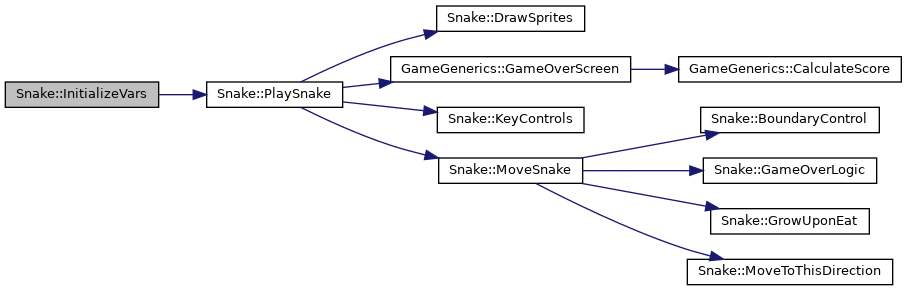 Snake::InitializeVars
Snake::PlaySnake
Snake::DrawSprites
GameGenerics::GameOverScreen
GameGenerics::CalculateScore
Snake::KeyControls
Snake::MoveSnake
Snake::BoundaryControl
Snake::GameOverLogic
Snake::GrowUponEat
Snake::MoveToThisDirection